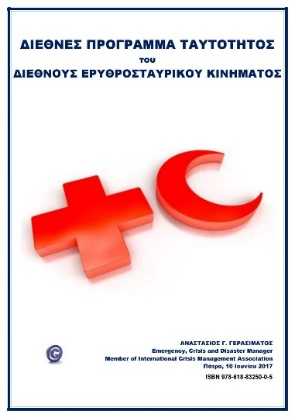 ΔΙΕΘΝΕΣ ΠΡΟΓΡΑΜΜΑ ΤΑΥΤΟΤΗΤΟΣ
του
ΔΙΕΘΝΟΥΣ ΕΡΥΘΡΟΣΤΑΥΡΙΚΟΥ ΚΙΝΗΜΑΤΟΣ
ΑΝΑΣΤΑΣΙΟΣ Γ. ΓΕΡΑΣΙΜΑΤΟΣ
Emergency, Crisis and Disaster Manager
Member of International Crisis Management Association
Πάτρα, 10 Ιουνίου 2017
ISBN 978-618-83250-0-5
G